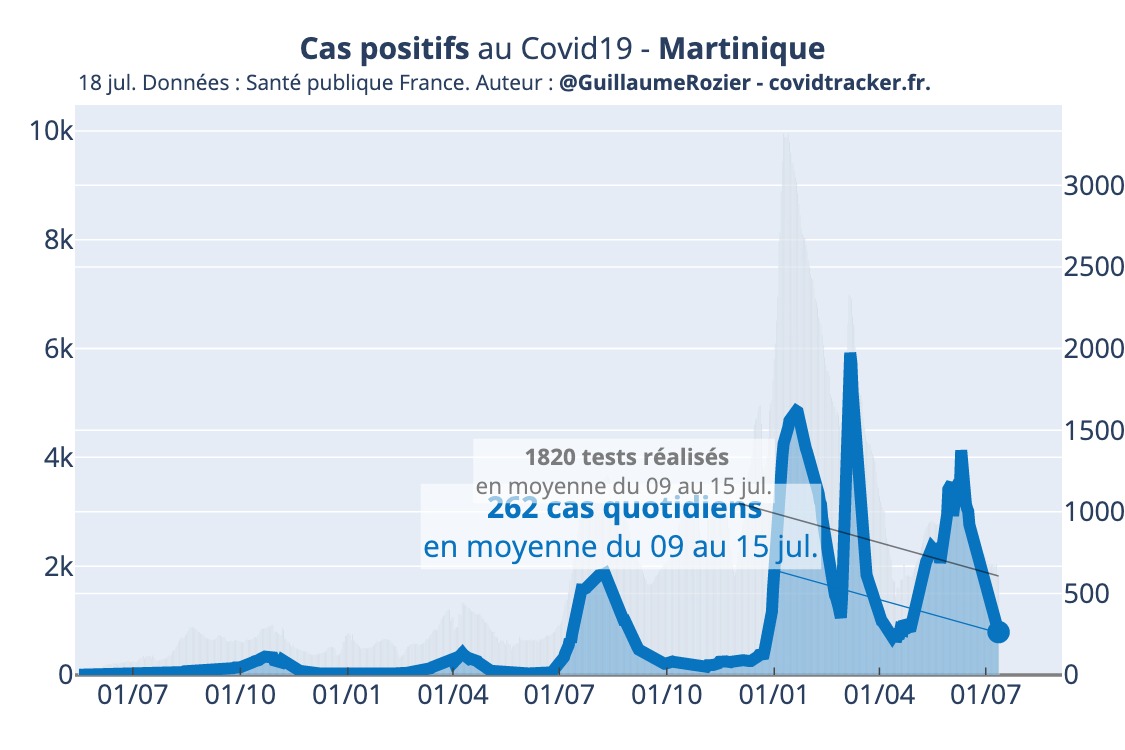 Cas positifs au Covid19 - Martinique
18 jul. Données : Santé publique France. Auteur : @GuillaumeRozier - covidtracker.fr.
10k
8k
6k
4k
2k
0
3000
2500
2000
1500
1000
500
0
1820 tests réalisés
en moyenne du 09 au 15 jul.
262 cas quotidiens
en moyenne du 09 au 15 jul.
01/07 01/10 01/01 01/04 01/07 01/10 01/01 01/04 01/07